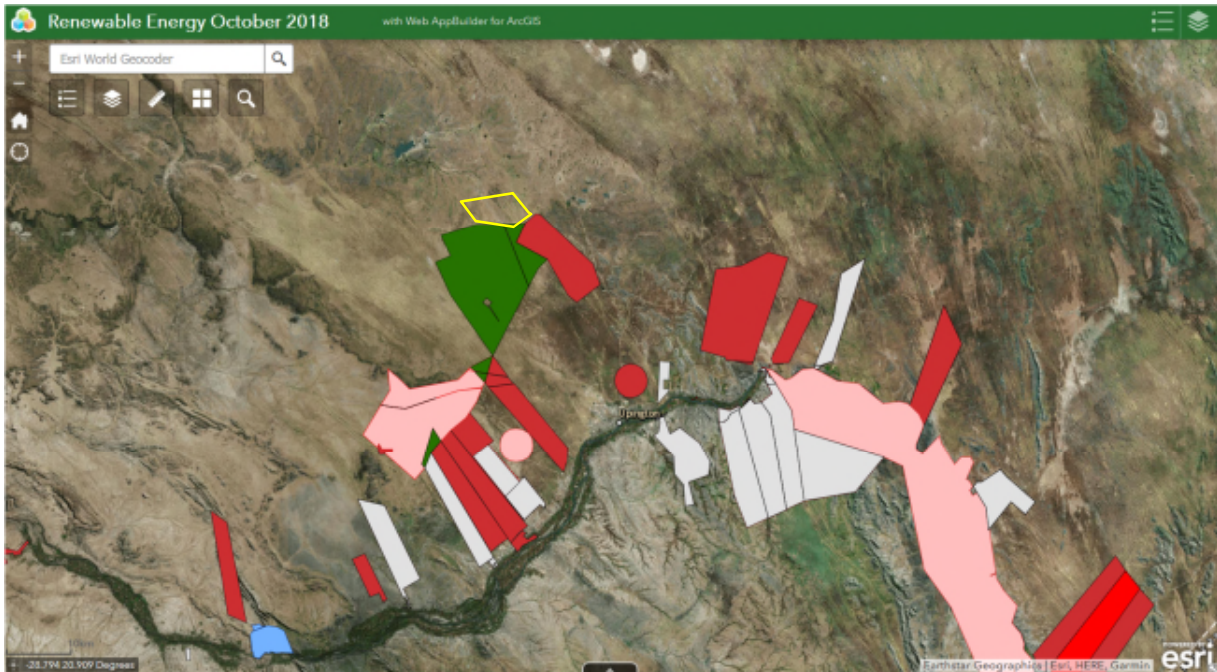 Renewable Energy October 2018
with Web AppBuilder for ArcGIS
Esri World Geocoder
Upington
10km
-28.794 20.909 Degrees
Earthstar Geographics | Esri, HERE, Garmin
POWERED BY
esri